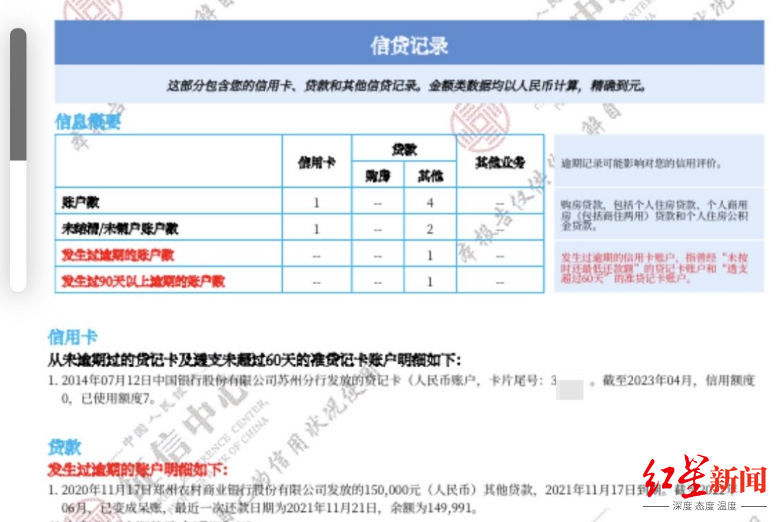 信贷记录
这部分包含您的信用卡、贷款和其他信贷记录。金额类数据均以人民币计算，精确到元。
信息概要
信用卡 贷款 其他业务
购房 其他
账户数 1 -- 4 --
未结清/未销户账户数 1 -- 2 --
发生过逾期的账户数 -- -- 1 --
发生过90天以上逾期的账户数 -- -- 1 --
逾期记录可能影响对您的信用评价。
购房贷款，包括个人住房贷款、个人商用
房（包括商住两用）贷款和个人住房公积
金贷款。
发生过逾期的信用卡账户，指曾经“未按
时还最低还款额”的贷记卡账户和“透支
超过60天”的准贷记卡账户。
信用卡
从未逾期过的贷记卡及透支未超过60天的准贷记卡账户明细如下：
1. 2014年07月12日中国银行股份有限公司苏州分行发放的贷记卡（人民币账户，卡片尾号：3 。截至2023年04月，信用额度
0，已使用额度7。
贷款
发生过逾期的账户明细如下：
1. 2020年11月17日郑州农村商业银行股份有限公司发放的150,000元（人民币）其他贷款，2021年11月17日到期。
06月，已变成呆账，最近一次还款日期为2021年11月21日，余额为149,991。
红星新闻
深度 态度 温度